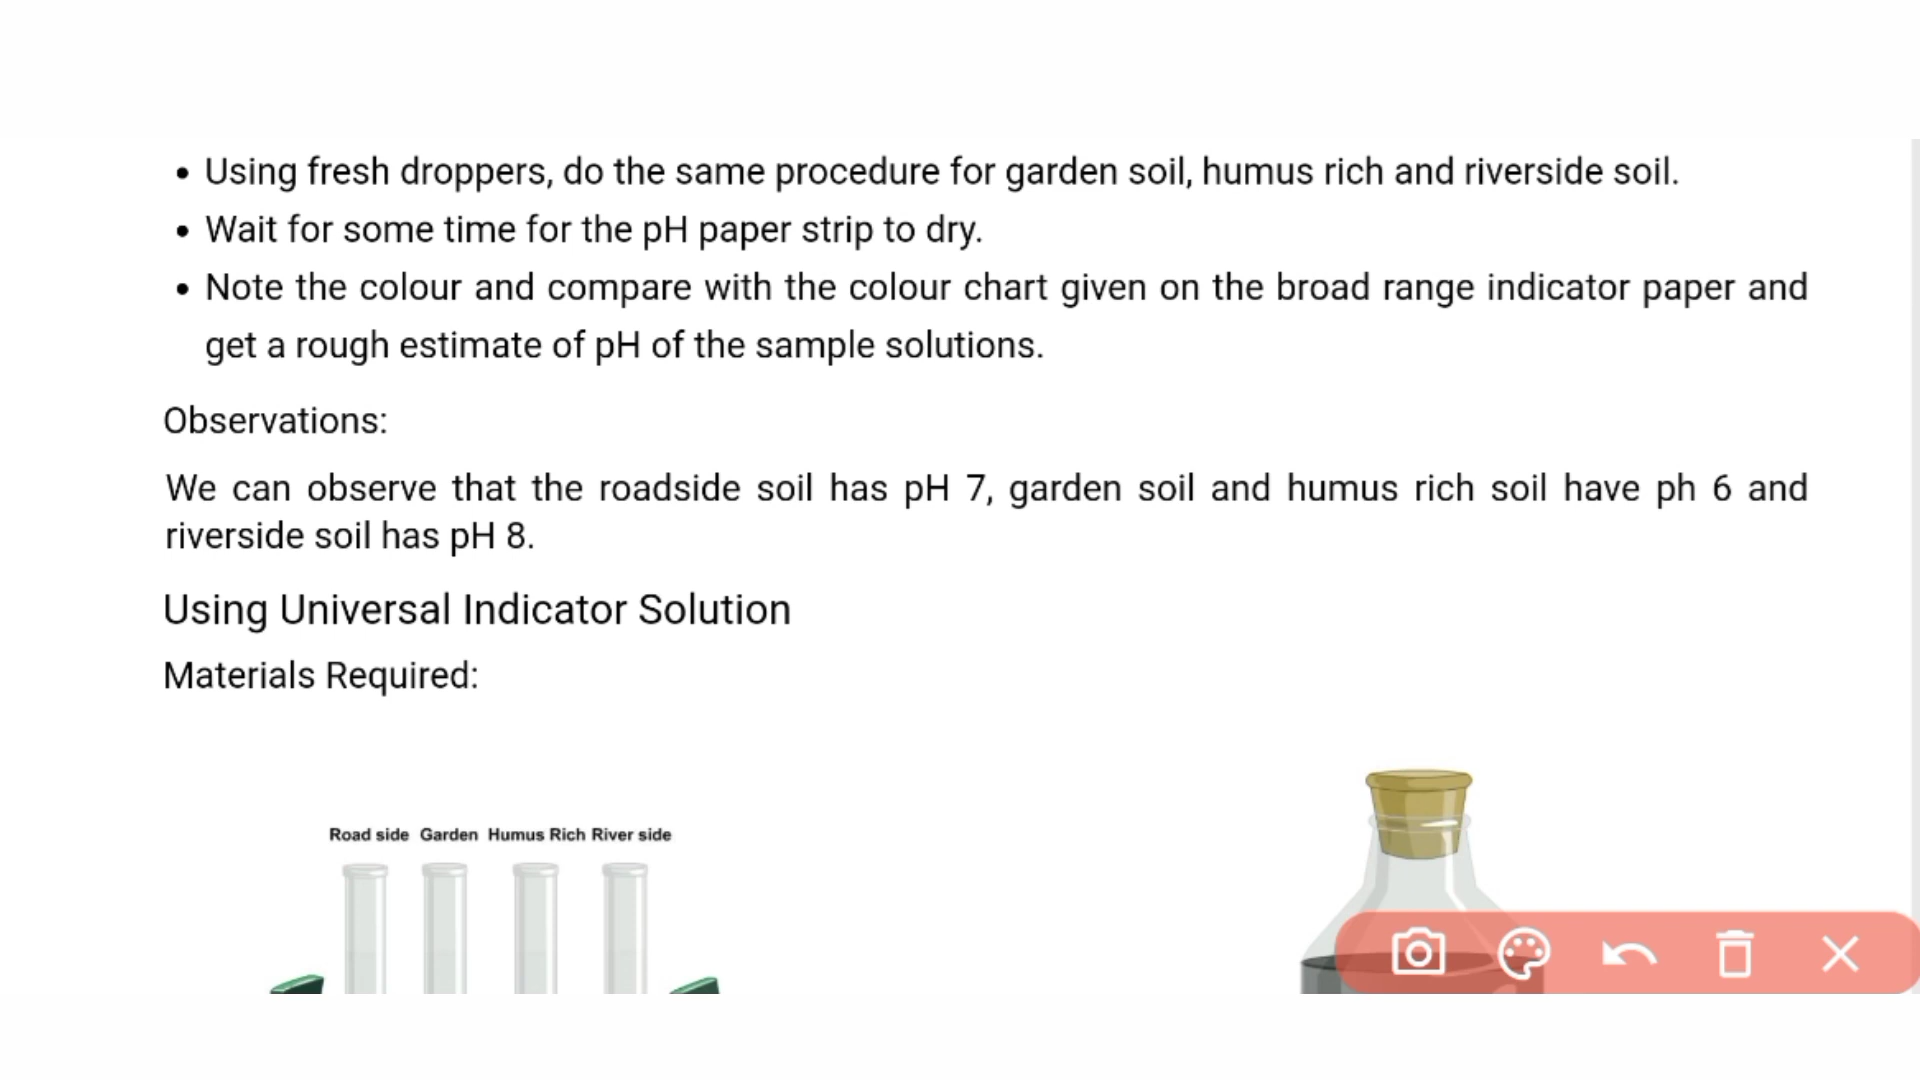 • Using fresh droppers, do the same procedure for garden soil, humus rich and riverside soil.
• Wait for some time for the pH paper strip to dry.
• Note the colour and compare with the colour chart given on the broad range indicator paper and
get a rough estimate of pH of the sample solutions.
Observations:
We can observe that the roadside soil has pH 7, garden soil and humus rich soil have ph 6 and
riverside soil has pH 8.
Using Universal Indicator Solution
Materials Required:
Road side Garden Humus Rich River side